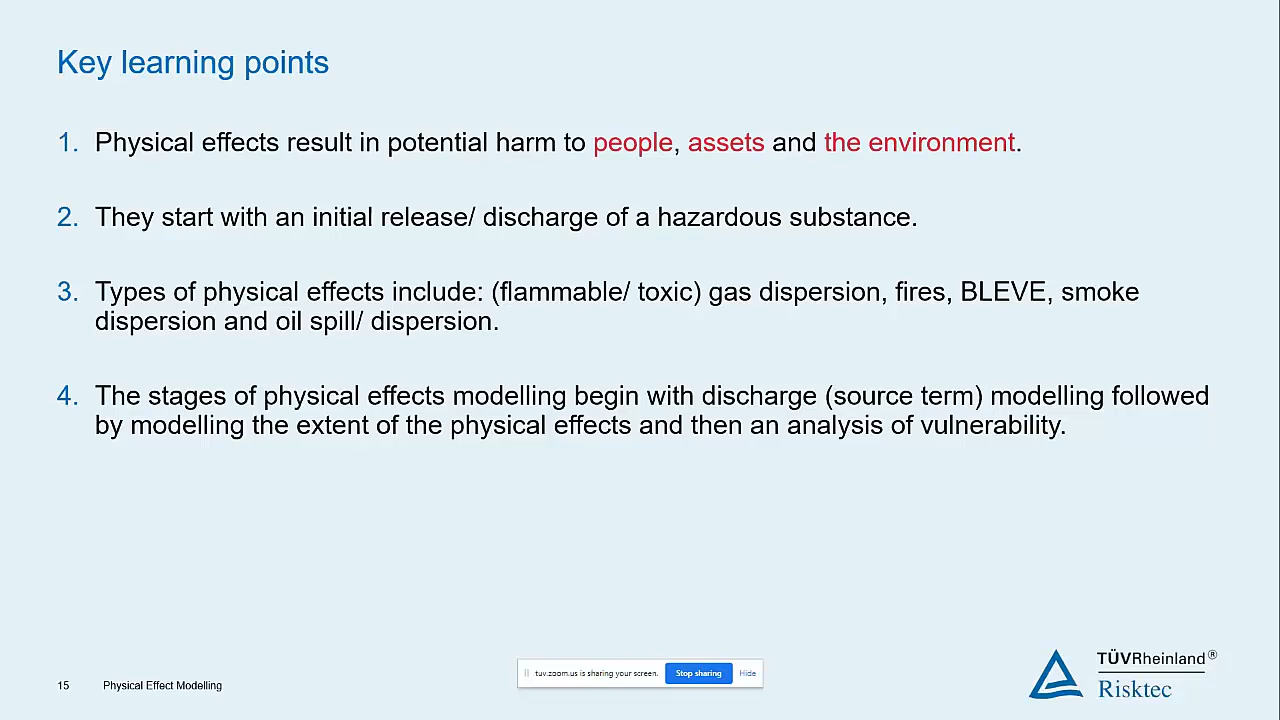 Key learning points
1. Physical effects result in potential harm to people, assets and the environment.
2. They start with an initial release/ discharge of a hazardous substance.
3. Types of physical effects include: (flammable/ toxic) gas dispersion, fires, BLEVE, smoke
dispersion and oil spill/ dispersion.
4. The stages of physical effects modelling begin with discharge (source term) modelling followed
by modelling the extent of the physical effects and then an analysis of vulnerability.
15 Physical Effect Modelling
tuv.zoom.us is sharing your screen. Stop sharing Hide
TÜVRheinland®
Risktec